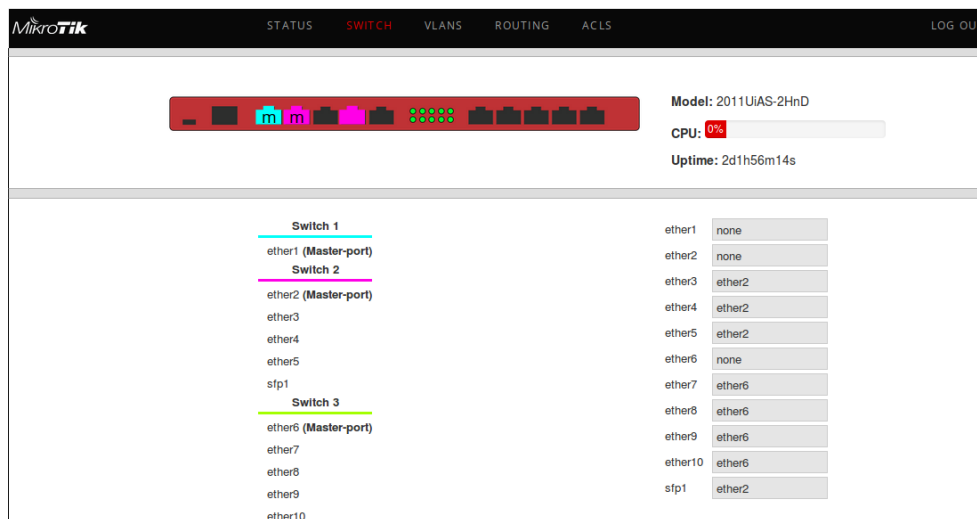 MikroTik
STATUS SWITCH VLANS ROUTING ACLS LOG OU
m m
Model: 2011UiAS-2HnD
CPU: 0%
Uptime: 2d1h56m14s
Switch 1
ether1 (Master-port)
Switch 2
ether2 (Master-port)
ether3
ether4
ether5
sfp1
Switch 3
ether6 (Master-port)
ether7
ether8
ether9
ether10
ether1 none
ether2 none
ether3 ether2
ether4 ether2
ether5 ether2
ether6 none
ether7 ether6
ether8 ether6
ether9 ether6
ether10 ether6
sfp1 ether2